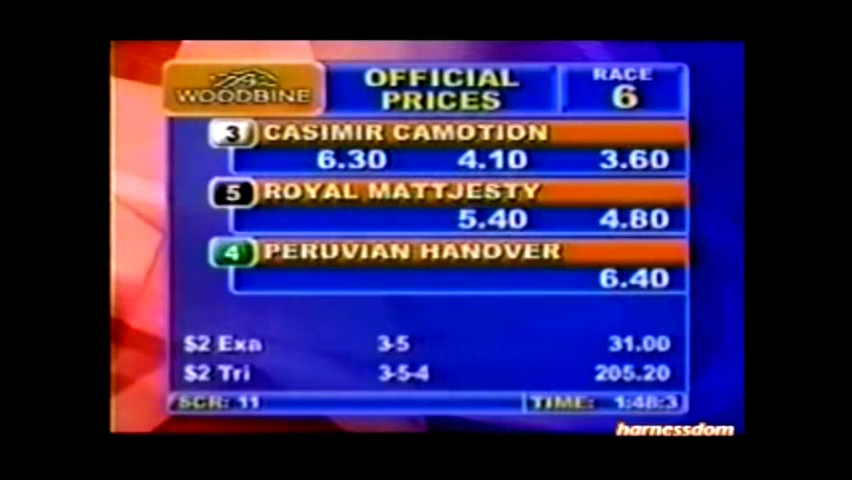 WOODBINE
OFFICIAL
PRICES
RACE
6
3 CASIMIR CAMOTION
6.30 4.10 3.60
5 ROYAL MATTJESTY
5.40 4.80
4 PERUVIAN HANOVER
6.40
$2 Exa 3-5 31.00
$2 Tri 3-5-4 205.20
SCR: 11 TIME: 1:48:3
harnessdom